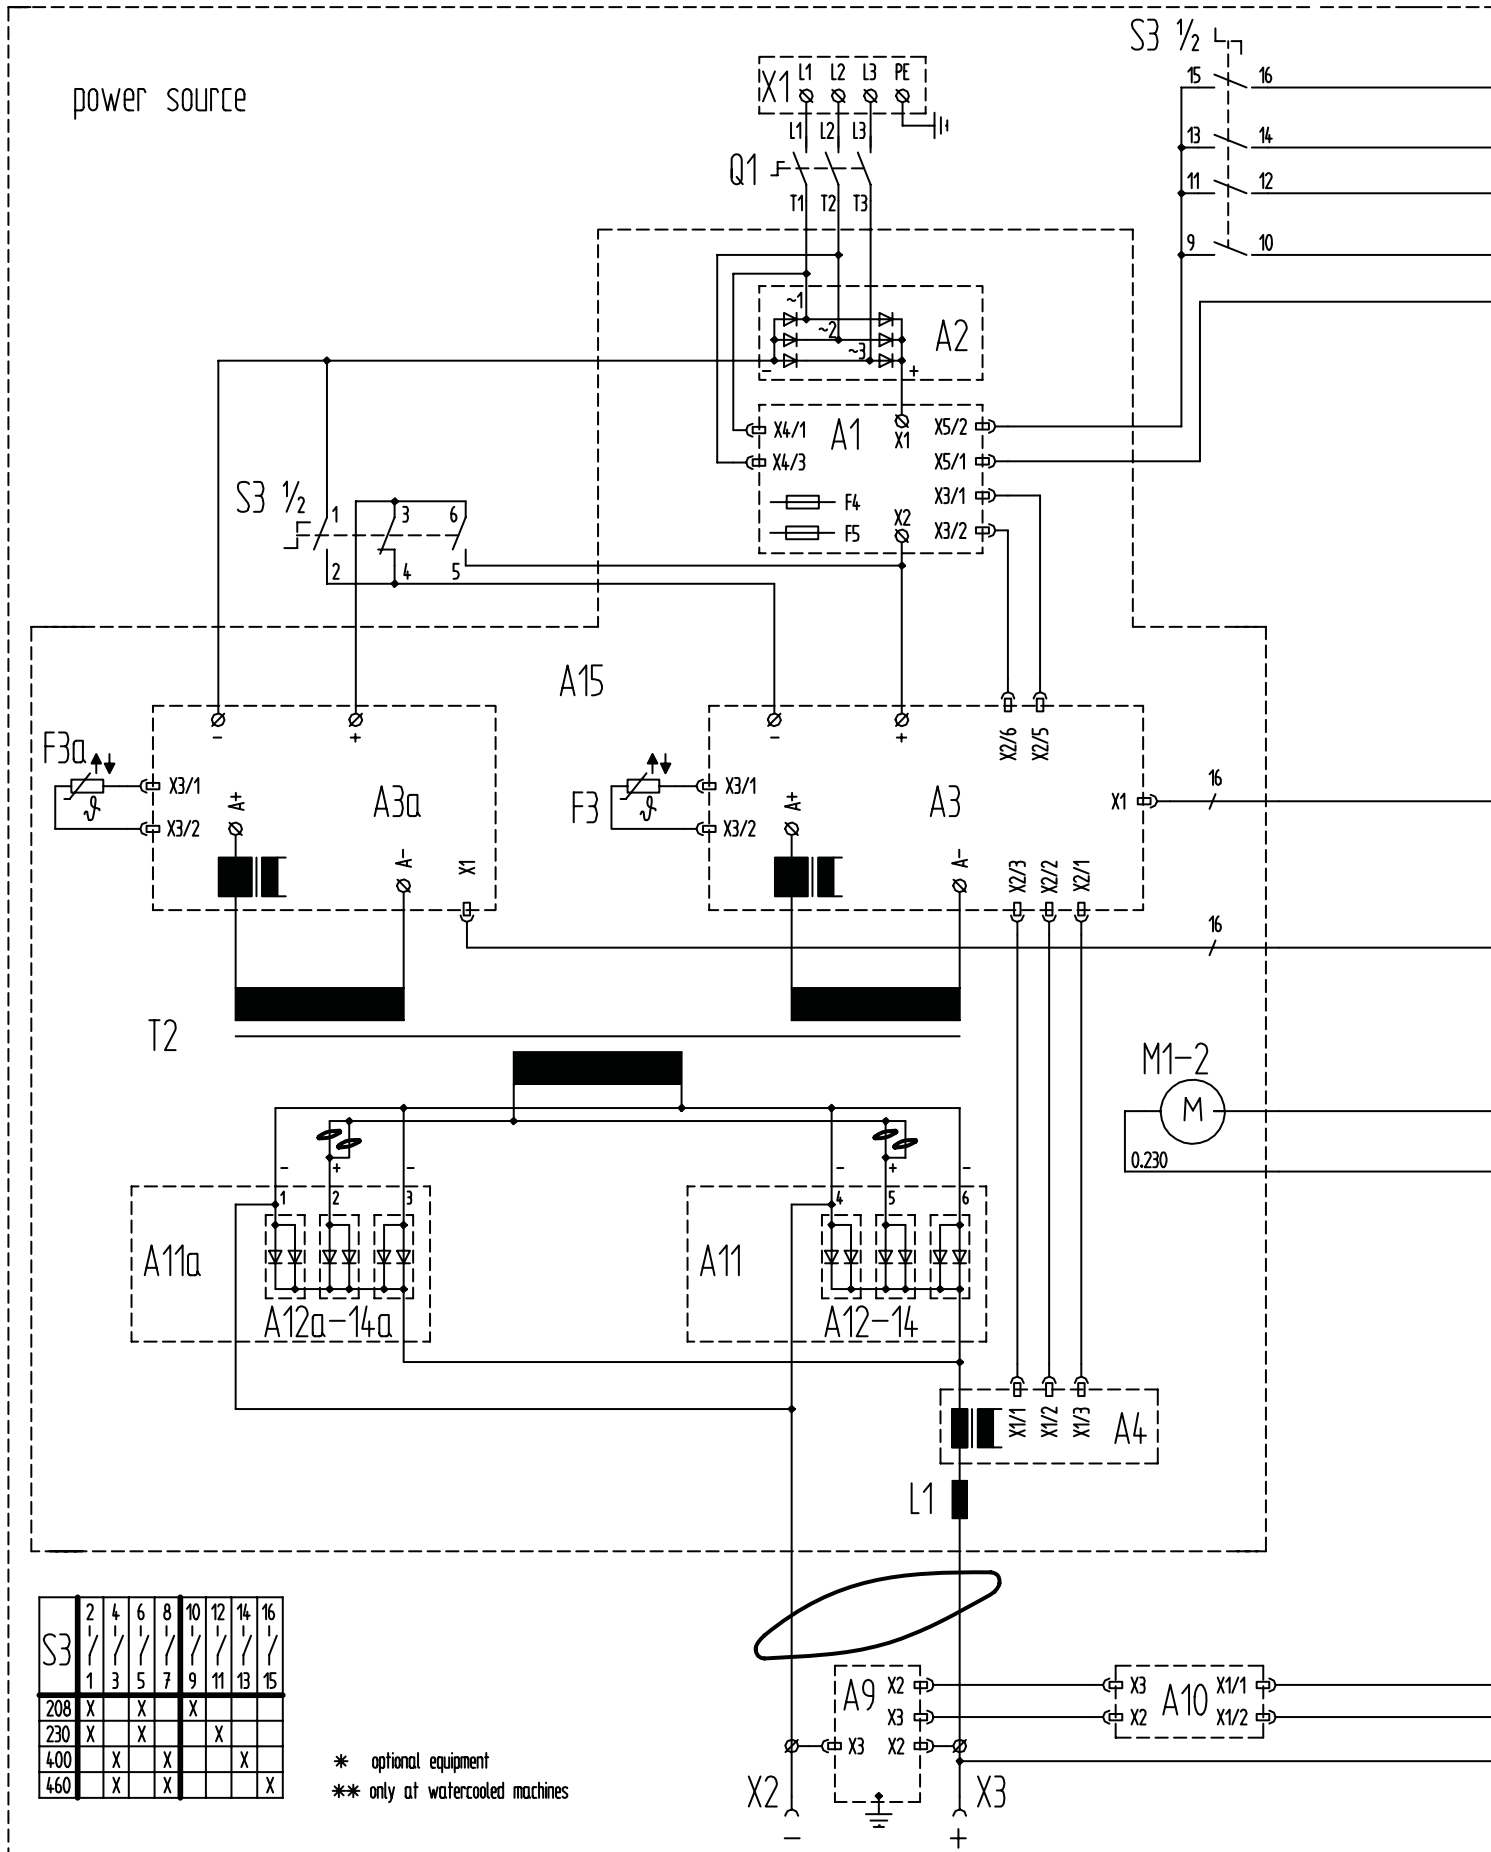 power source
S3 1/2
15 16
13 14
11 12
9 10
X1 L1 L2 L3 PE
L1 L2 L3
Q1
T1 T2 T3
~1
~2
~3
A2
- +
X4/1 A1 X1 X5/2
X4/3 X5/1
F4 X3/1
F5 X2 X3/2
S3 1/2
1 3 6
2 4 5
A15
- +
- +
X2/6 X2/5
F3a
X3/1
ϑ
X3/2
A+
A3a
A-
X1
F3
X3/1
ϑ
X3/2
A+
A3
A-
X1
16
X2/3 X2/2 X2/1
16
T2
M1-2
M
0.230
- + -
- + -
1 2 3
4 5 6
A11a
A12a-14a
A11
A12-14
X1/1 X1/2 X1/3 A4
L1
S3
2 4 6 8 10 12 14 16
1 3 5 7 9 11 13 15
208 X X X
230 X X X
400 X X X
460 X X X
* optional equipment
** only at watercooled machines
A9 X2
X3
X3 X2
X3 A10 X1/1
X2 X1/2
X2 X3
- +